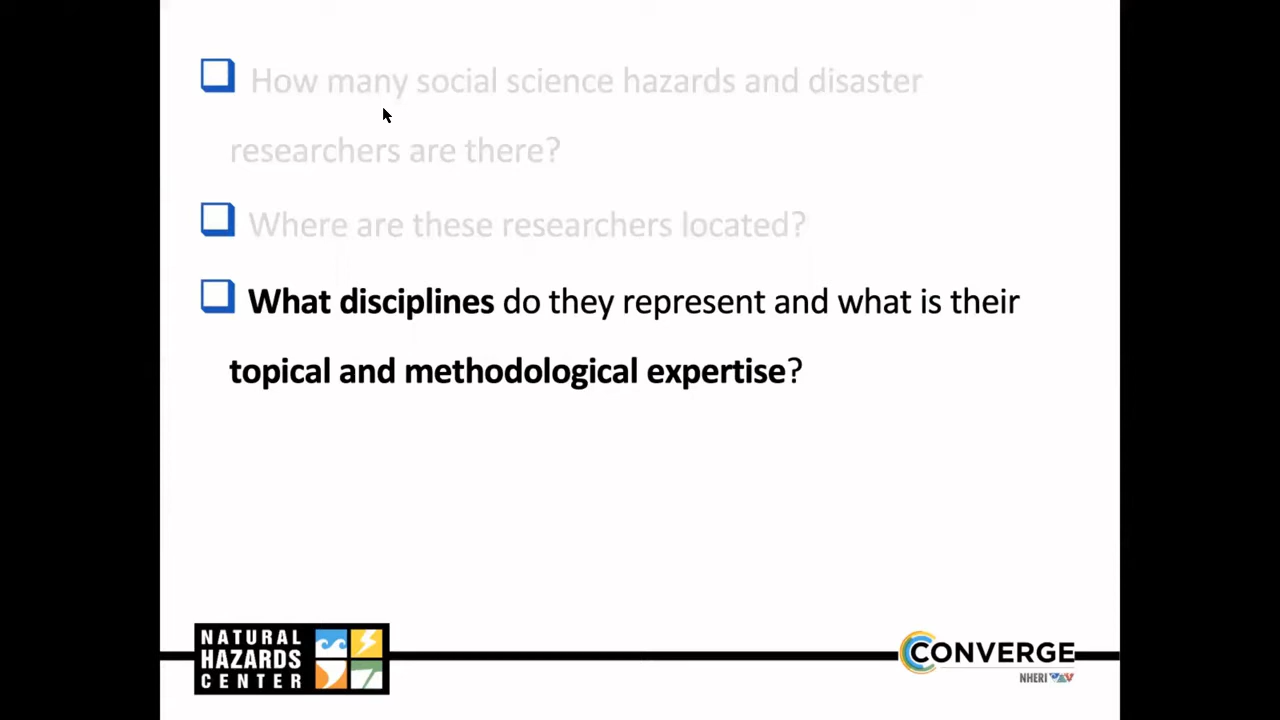 How many social science hazards and disaster
researchers are there?
Where are these researchers located?
What disciplines do they represent and what is their
topical and methodological expertise?
NATURAL
HAZARDS
CENTER
CONVERGE
NHERI